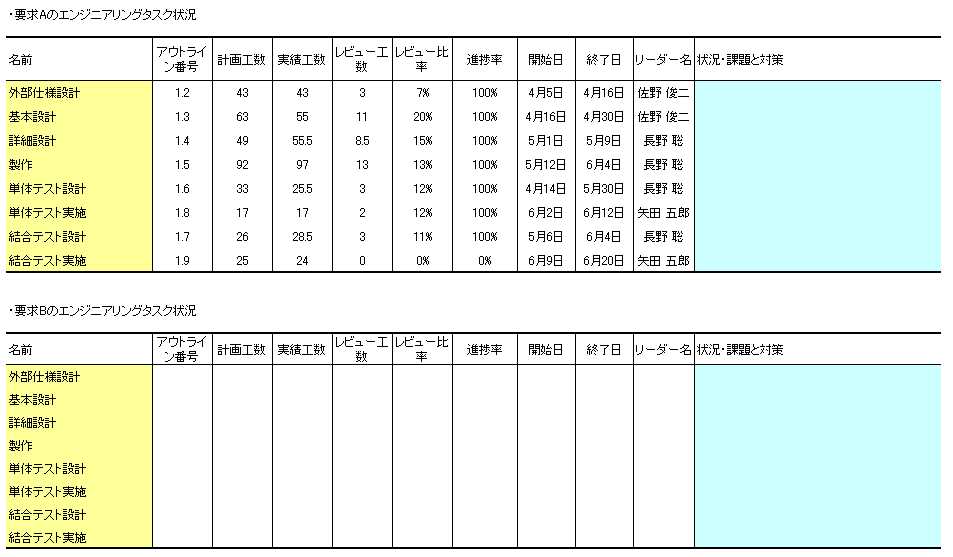 ・要求Aのエンジニアリングタスク状況
名前 アウトライン番号 計画工数 実績工数 レビュー工数 レビュー比率 進捗率 開始日 終了日 リーダー名 状況・課題と対策
外部仕様設計 1.2 43 43 3 7% 100% 4月5日 4月16日 佐野 俊二
基本設計 1.3 63 55 11 20% 100% 4月16日 4月30日 佐野 俊二
詳細設計 1.4 49 55.5 8.5 15% 100% 5月1日 5月9日 長野 聡
製作 1.5 92 97 13 13% 100% 5月12日 6月4日 長野 聡
単体テスト設計 1.6 33 25.5 3 12% 100% 4月14日 5月30日 長野 聡
単体テスト実施 1.8 17 17 2 12% 100% 6月2日 6月12日 矢田 五郎
結合テスト設計 1.7 26 28.5 3 11% 100% 5月6日 6月4日 長野 聡
結合テスト実施 1.9 25 24 0 0% 0% 6月9日 6月20日 矢田 五郎
・要求Bのエンジニアリングタスク状況
名前 アウトライン番号 計画工数 実績工数 レビュー工数 レビュー比率 進捗率 開始日 終了日 リーダー名 状況・課題と対策
外部仕様設計
基本設計
詳細設計
製作
単体テスト設計
単体テスト実施
結合テスト設計
結合テスト実施